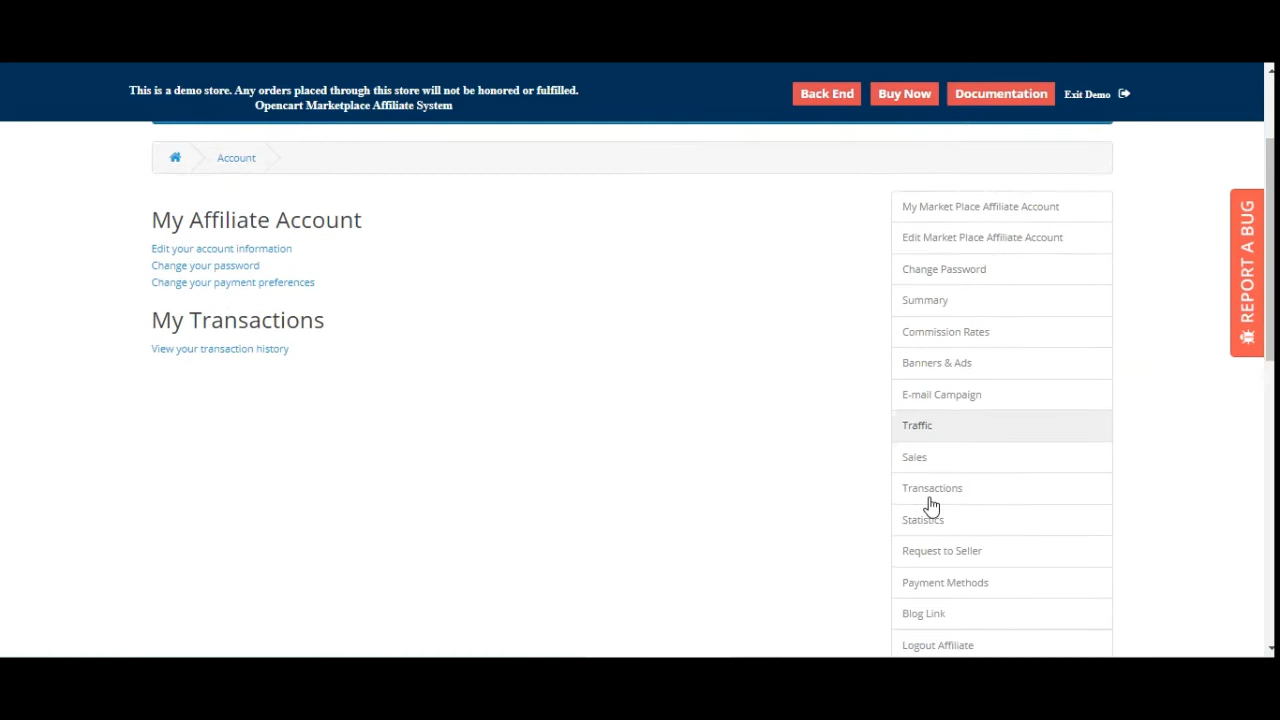 This is a demo store. Any orders placed through this store will not be honored or fulfilled.
Opencart Marketplace Affiliate System
Back End
Buy Now
Documentation
Exit Demo
Account
My Affiliate Account
Edit your account information
Change your password
Change your payment preferences
My Transactions
View your transaction history
My Market Place Affiliate Account
Edit Market Place Affiliate Account
Change Password
Summary
Commission Rates
Banners & Ads
E-mail Campaign
Traffic
Sales
Transactions
Statistics
Request to Seller
Payment Methods
Blog Link
Logout Affiliate
REPORT A BUG